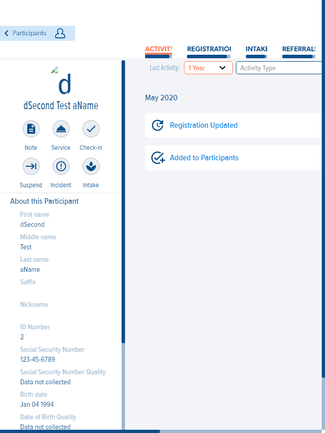 Participants
ACTIVIT
REGISTRATIO
INTAKE
REFERRALS
Last Activity:
1 Year
Activity Type
d
dSecond Test aName
Note
Service
Check-in
Suspend
Incident
Intake
May 2020
Registration Updated
Added to Participants
About this Participant
First name
dSecond
Middle name
Test
Last name
aName
Suffix
Nickname
ID Number
2
Social Security Number
123-45-6789
Social Security Number Quality
Data not collected
Birth date
Jan 04 1994
Date of Birth Quality
Data not collected